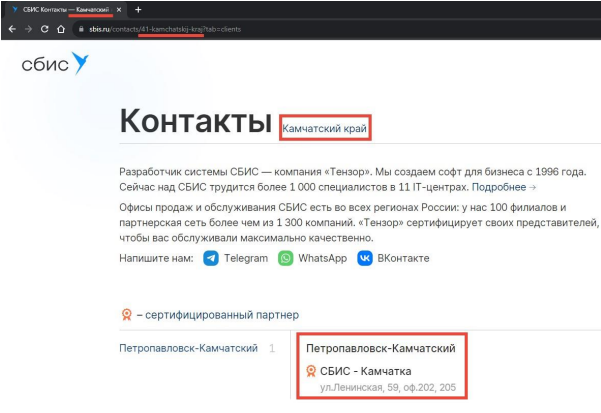 СБИС Контакты — Камчатский
sbis.ru/contacts/41-kamchatskij-kraj?tab=clients
сбис
Контакты Камчатский край
Разработчик системы СБИС — компания «Тензор». Мы создаем софт для бизнеса с 1996 года.
Сейчас над СБИС трудится более 1 000 специалистов в 11 IT-центрах. Подробнее →
Офисы продаж и обслуживания СБИС есть во всех регионах России: у нас 100 филиалов и
партнерская сеть более чем из 1 300 компаний. «Тензор» сертифицирует своих представителей,
чтобы вас обслуживали максимально качественно.
Напишите нам: Telegram WhatsApp ВКонтакте
– сертифицированный партнер
Петропавловск-Камчатский 1
Петропавловск-Камчатский
СБИС - Камчатка
ул.Ленинская, 59, оф.202, 205